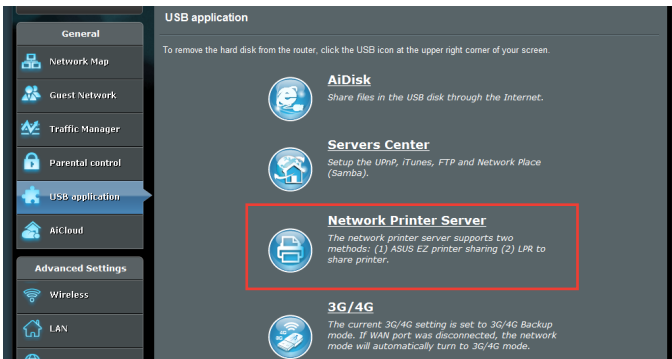 USB application
General
To remove the hard disk from the router, click the USB icon at the upper right corner of your screen.
Network Map
AiDisk
Share files in the USB disk through the Internet.
Guest Network
Traffic Manager
Servers Center
Setup the UPnP, iTunes, FTP and Network Place
(Samba).
Parental control
USB application
Network Printer Server
The network printer server supports two
methods: (1) ASUS EZ printer sharing (2) LPR to
share printer.
AiCloud
Advanced Settings
Wireless
3G/4G
The current 3G/4G setting is set to 3G/4G Backup
mode. If WAN port was disconnected, the network
mode will automatically turn to 3G/4G mode.
LAN
4G
3G